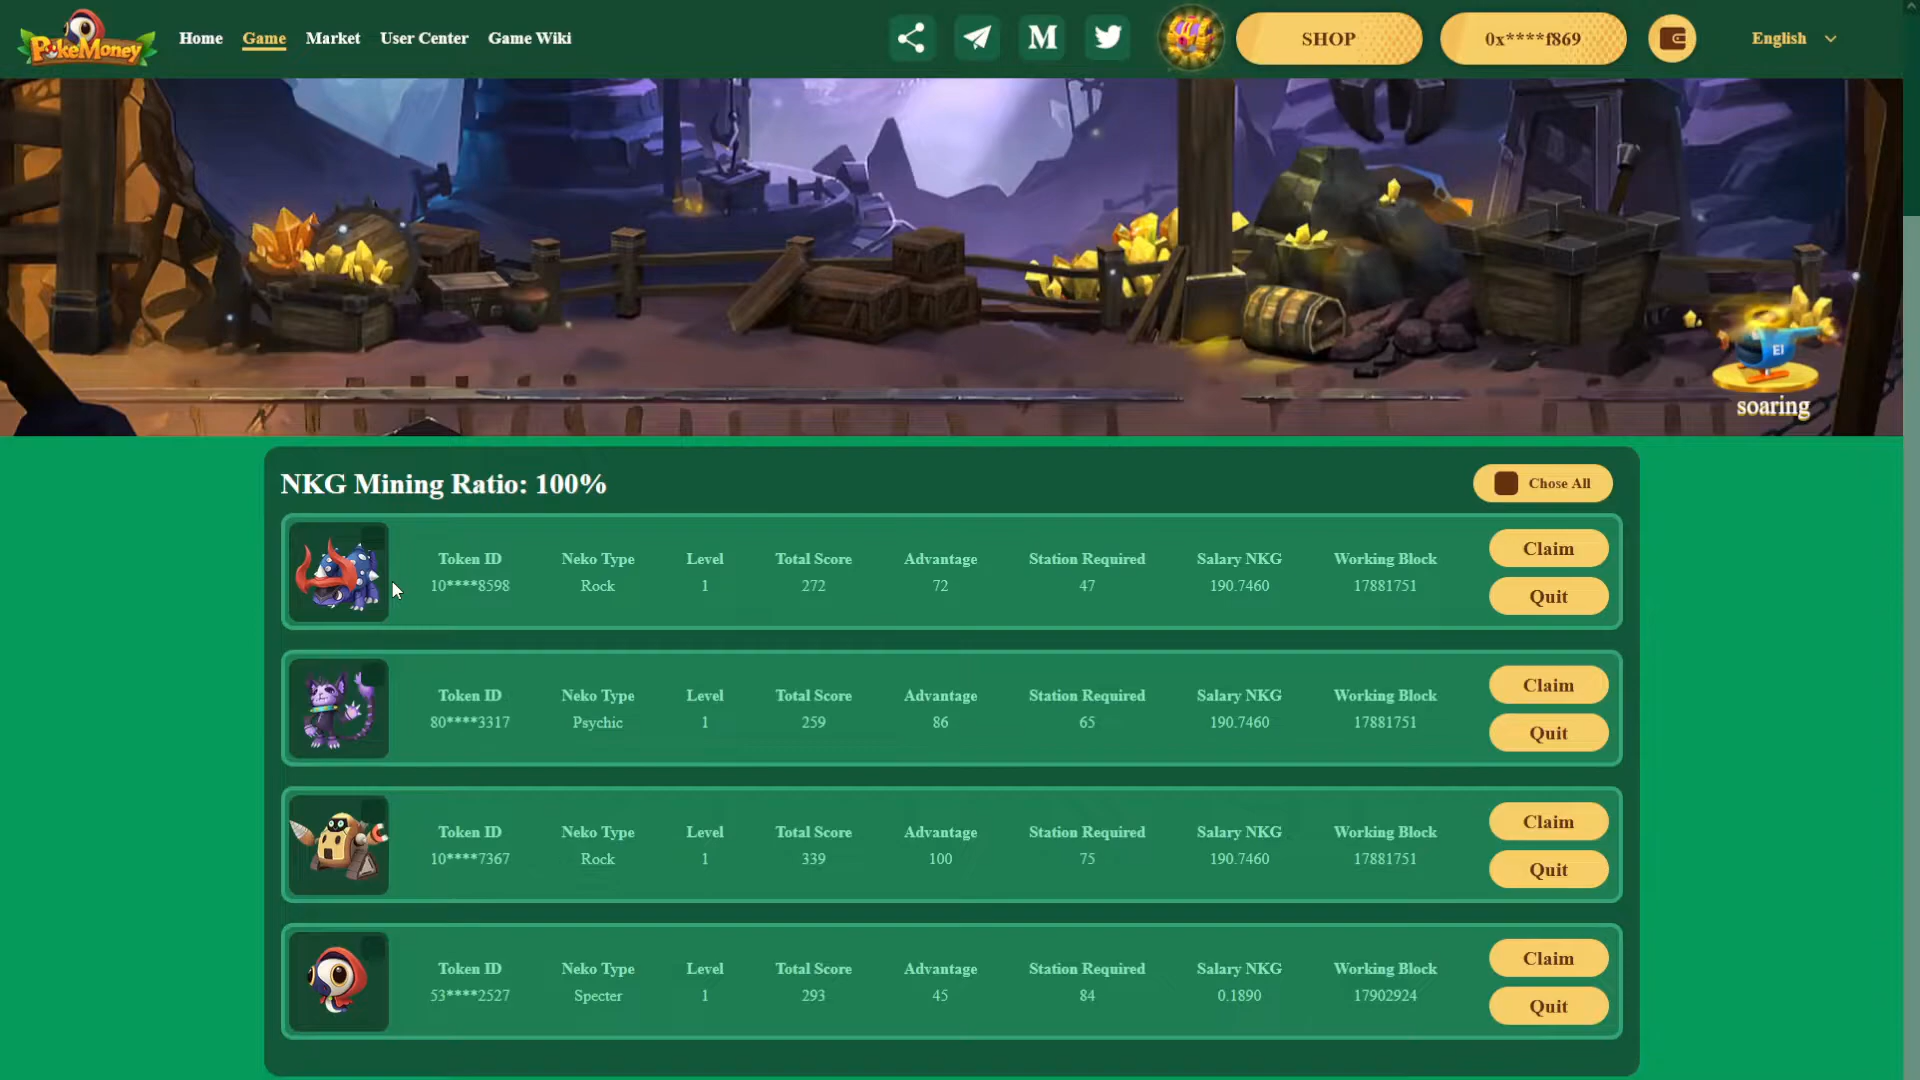 PokeMoney
Home Game Market User Center Game Wiki
M
SHOP
0x****f869
English
EI
soaring
NKG Mining Ratio: 100%
Chose All
Token ID Neko Type Level Total Score Advantage Station Required Salary NKG Working Block
10****8598 Rock 1 272 72 47 190.7460 17881751
Claim
Quit
Token ID Neko Type Level Total Score Advantage Station Required Salary NKG Working Block
80****3317 Psychic 1 259 86 65 190.7460 17881751
Claim
Quit
Token ID Neko Type Level Total Score Advantage Station Required Salary NKG Working Block
10****7367 Rock 1 339 100 75 190.7460 17881751
Claim
Quit
Token ID Neko Type Level Total Score Advantage Station Required Salary NKG Working Block
53****2527 Specter 1 293 45 84 0.1890 17902924
Claim
Quit